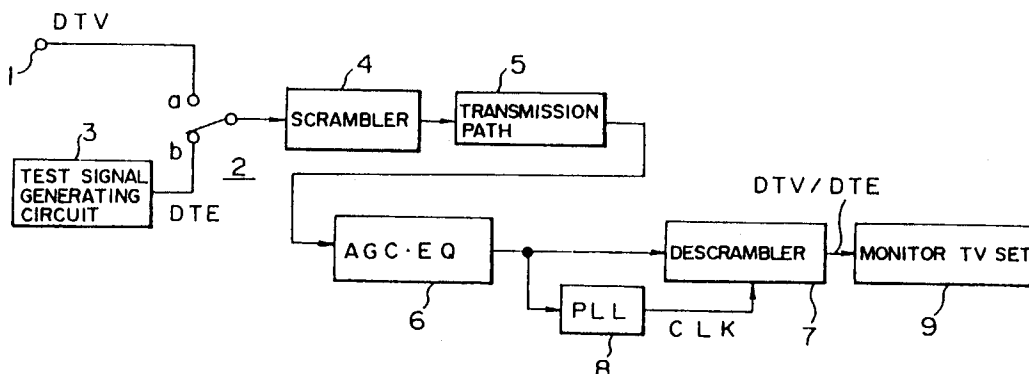 DTV
1
a
b
2
3
TEST SIGNAL
GENERATING
CIRCUIT
DTE
4
SCRAMBLER
5
TRANSMISSION
PATH
AGC·EQ
6
PLL
8
CLK
DTV/DTE
DESCRAMBLER
7
MONITOR TV SET
9